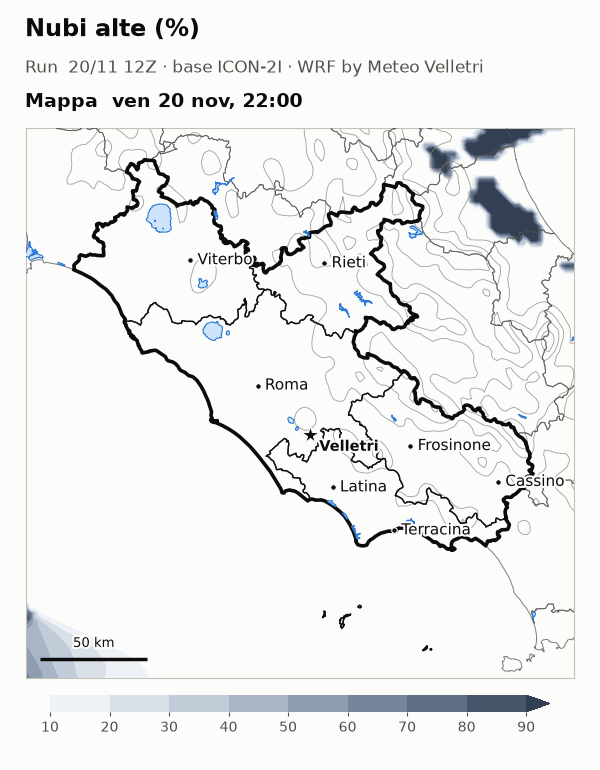 Nubi alte (%)
Run  20/11 12Z · base ICON-2I · WRF by Meteo Velletri
Mappa  ven 20 nov, 22:00
Viterbo
Rieti
Roma
Velletri
Frosinone
Latina
Cassino
Terracina
50 km
10 20 30 40 50 60 70 80 90